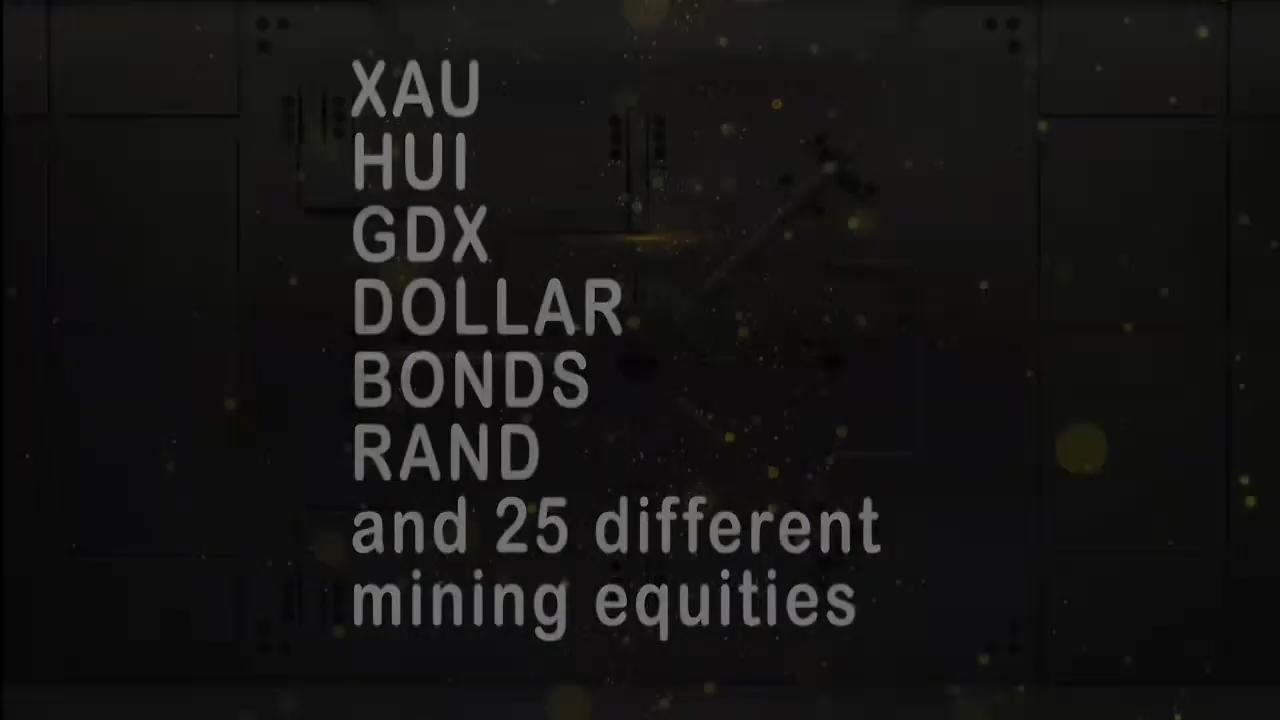 XAU
HUI
GDX
DOLLAR
BONDS
RAND
and 25 different
mining equities